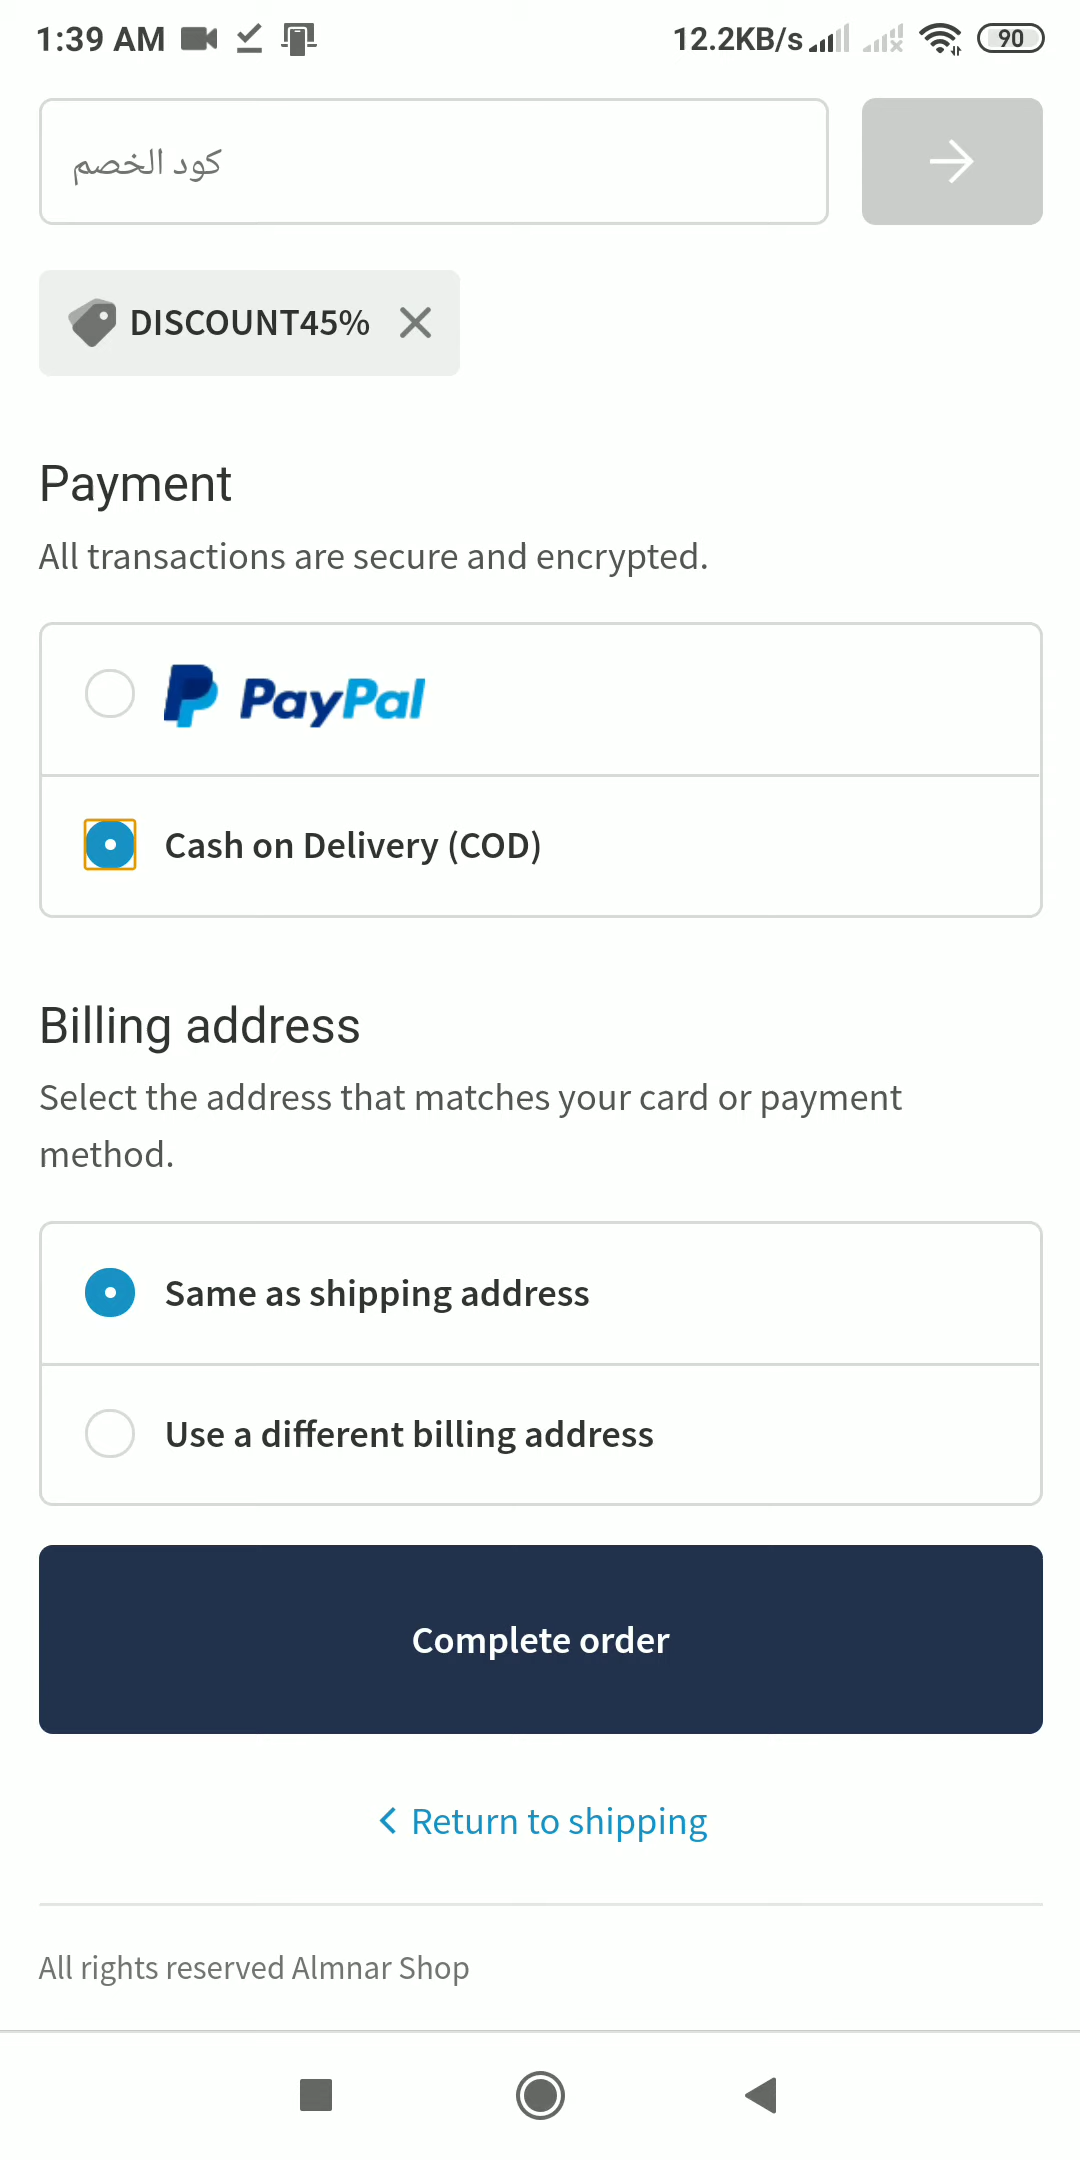 1:39 AM 12.2KB/s 90
كود الخصم
DISCOUNT45%
Payment
All transactions are secure and encrypted.
PayPal
Cash on Delivery (COD)
Billing address
Select the address that matches your card or payment
method.
Same as shipping address
Use a different billing address
Complete order
Return to shipping
All rights reserved Almnar Shop